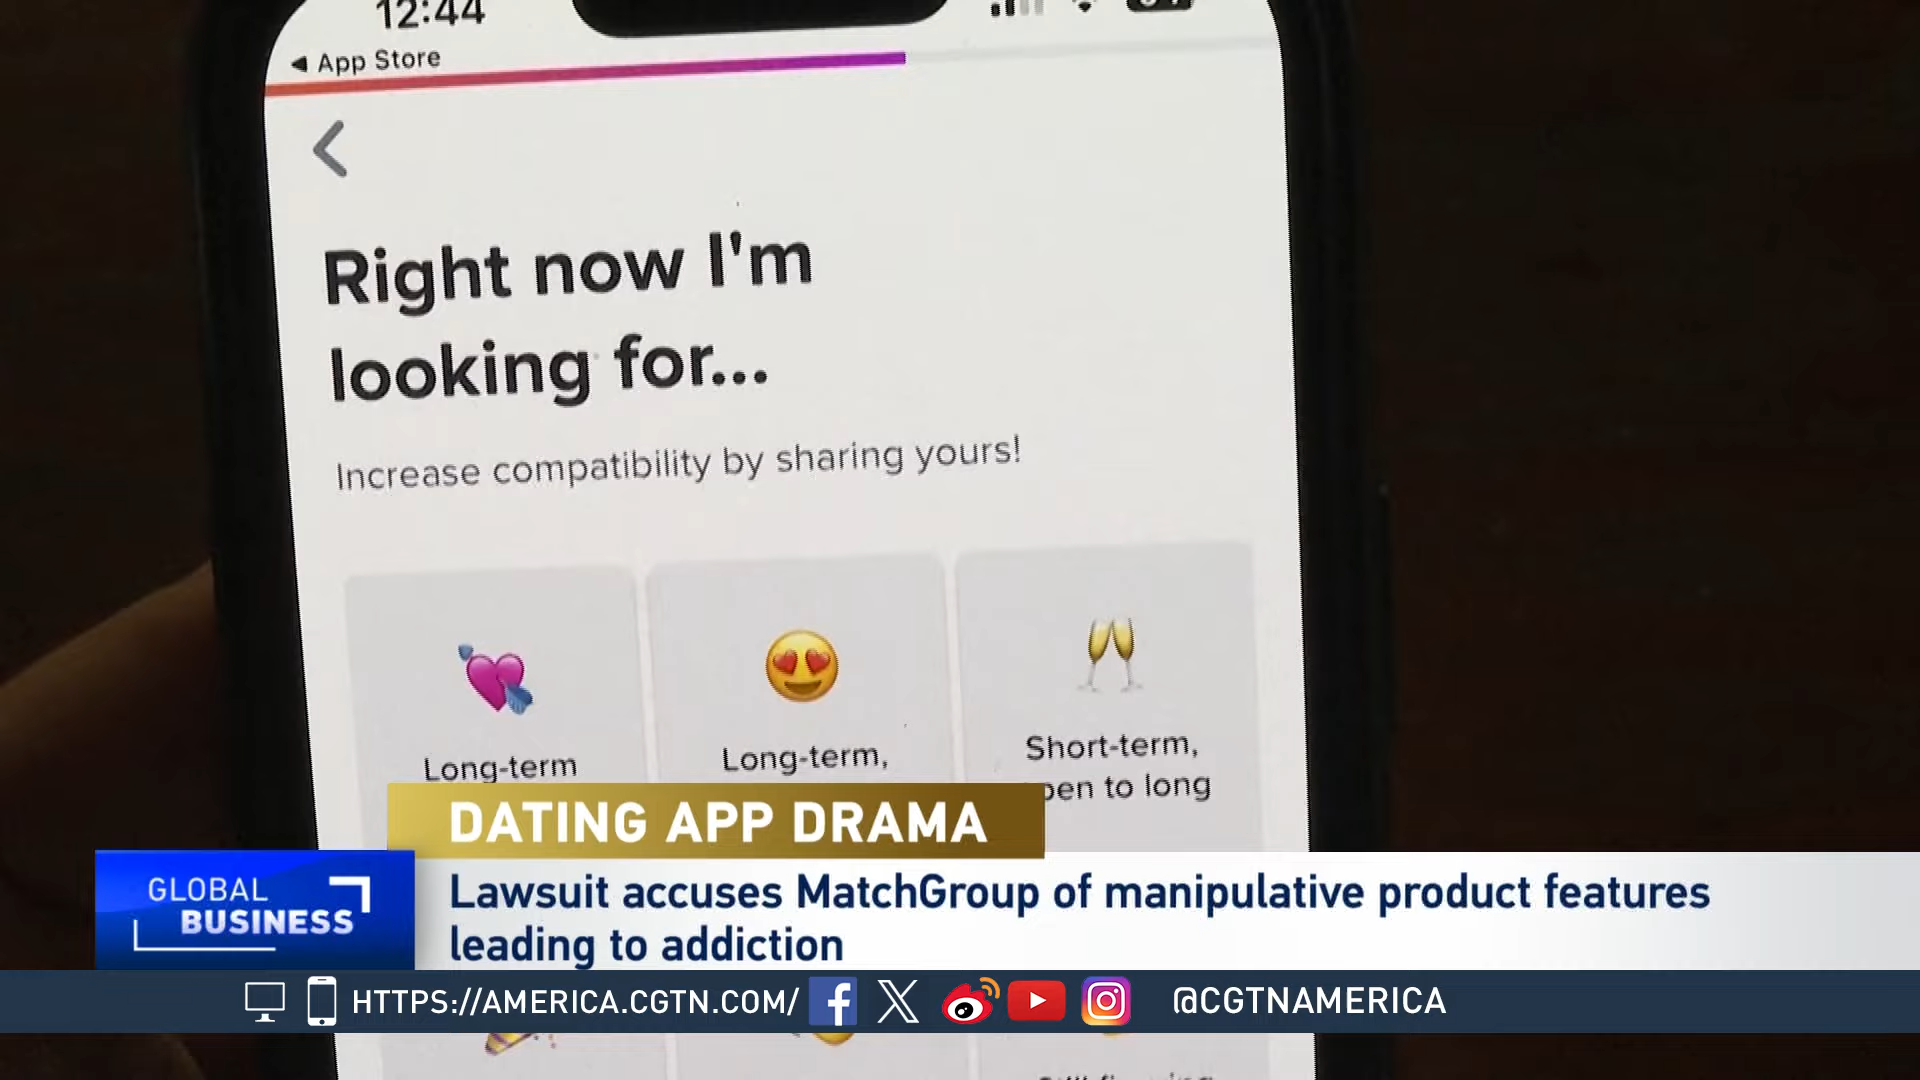 12:44
App Store
Right now I'm
looking for...
Increase compatibility by sharing yours!
Long-term
Long-term,
Short-term,
to long
DATING APP DRAMA
GLOBAL
BUSINESS
Lawsuit accuses MatchGroup of manipulative product features
leading to addiction
HTTPS://AMERICA.CGTN.COM/
@CGTNAMERICA